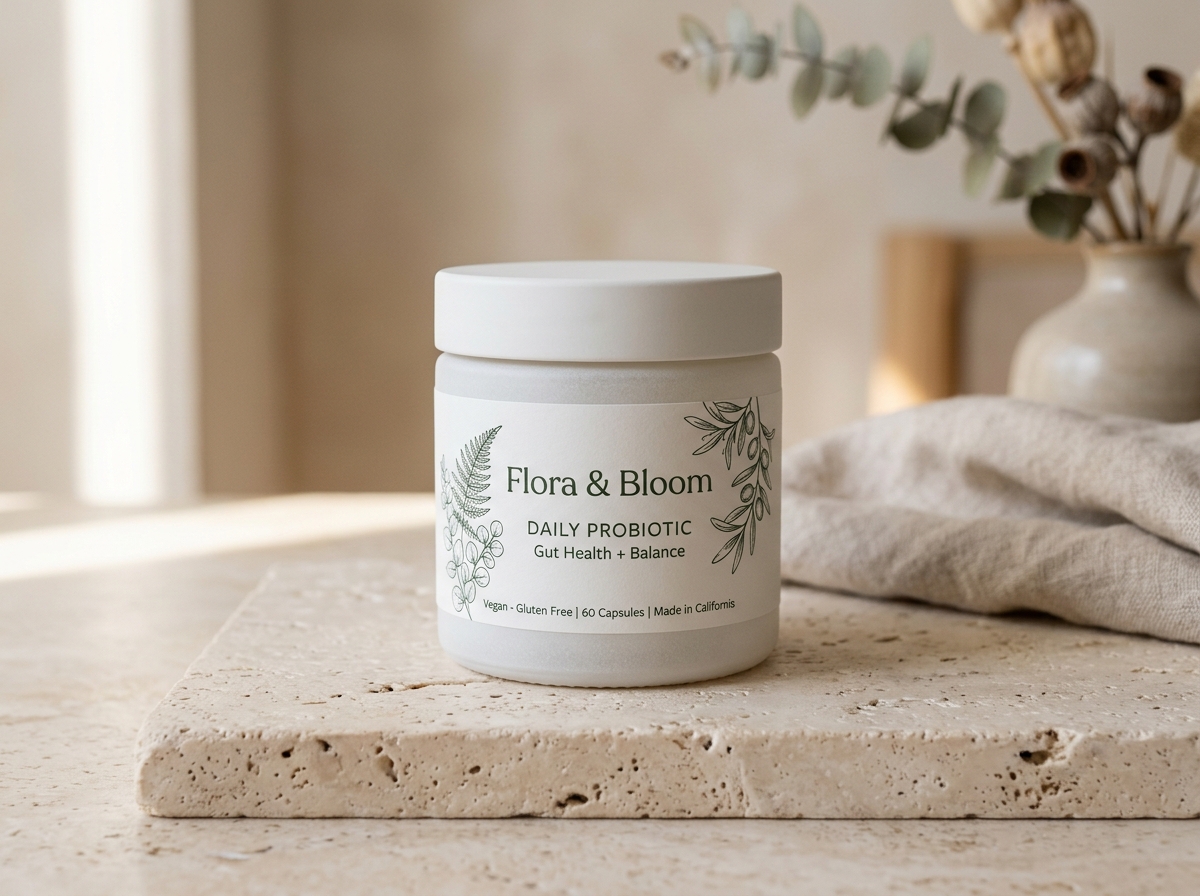 Flora & Bloom
DAILY PROBIOTIC
Gut Health + Balance
Vegan - Gluten Free | 60 Capsules | Made in Californis